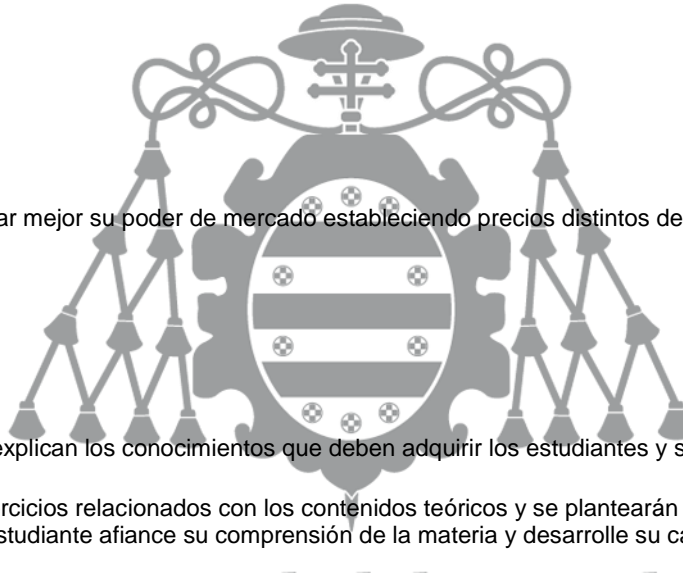 ar mejor su poder de mercado estableciendo precios distintos de
explican los conocimientos que deben adquirir los estudiantes y s
rcicios relacionados con los contenidos teóricos y se plantearán
studiante afiance su comprensión de la materia y desarrolle su ca